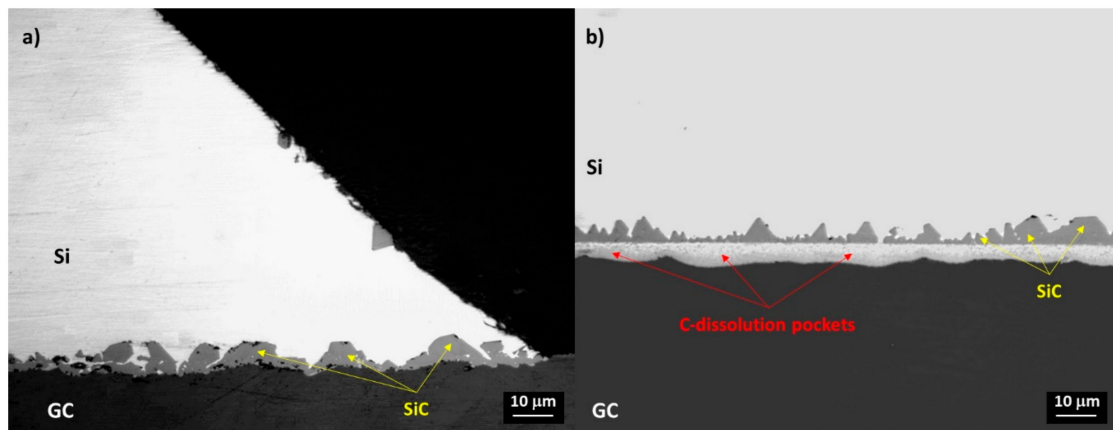 a)
Si
SiC
GC
10 μm
b)
Si
SiC
C-dissolution pockets
GC
10 μm